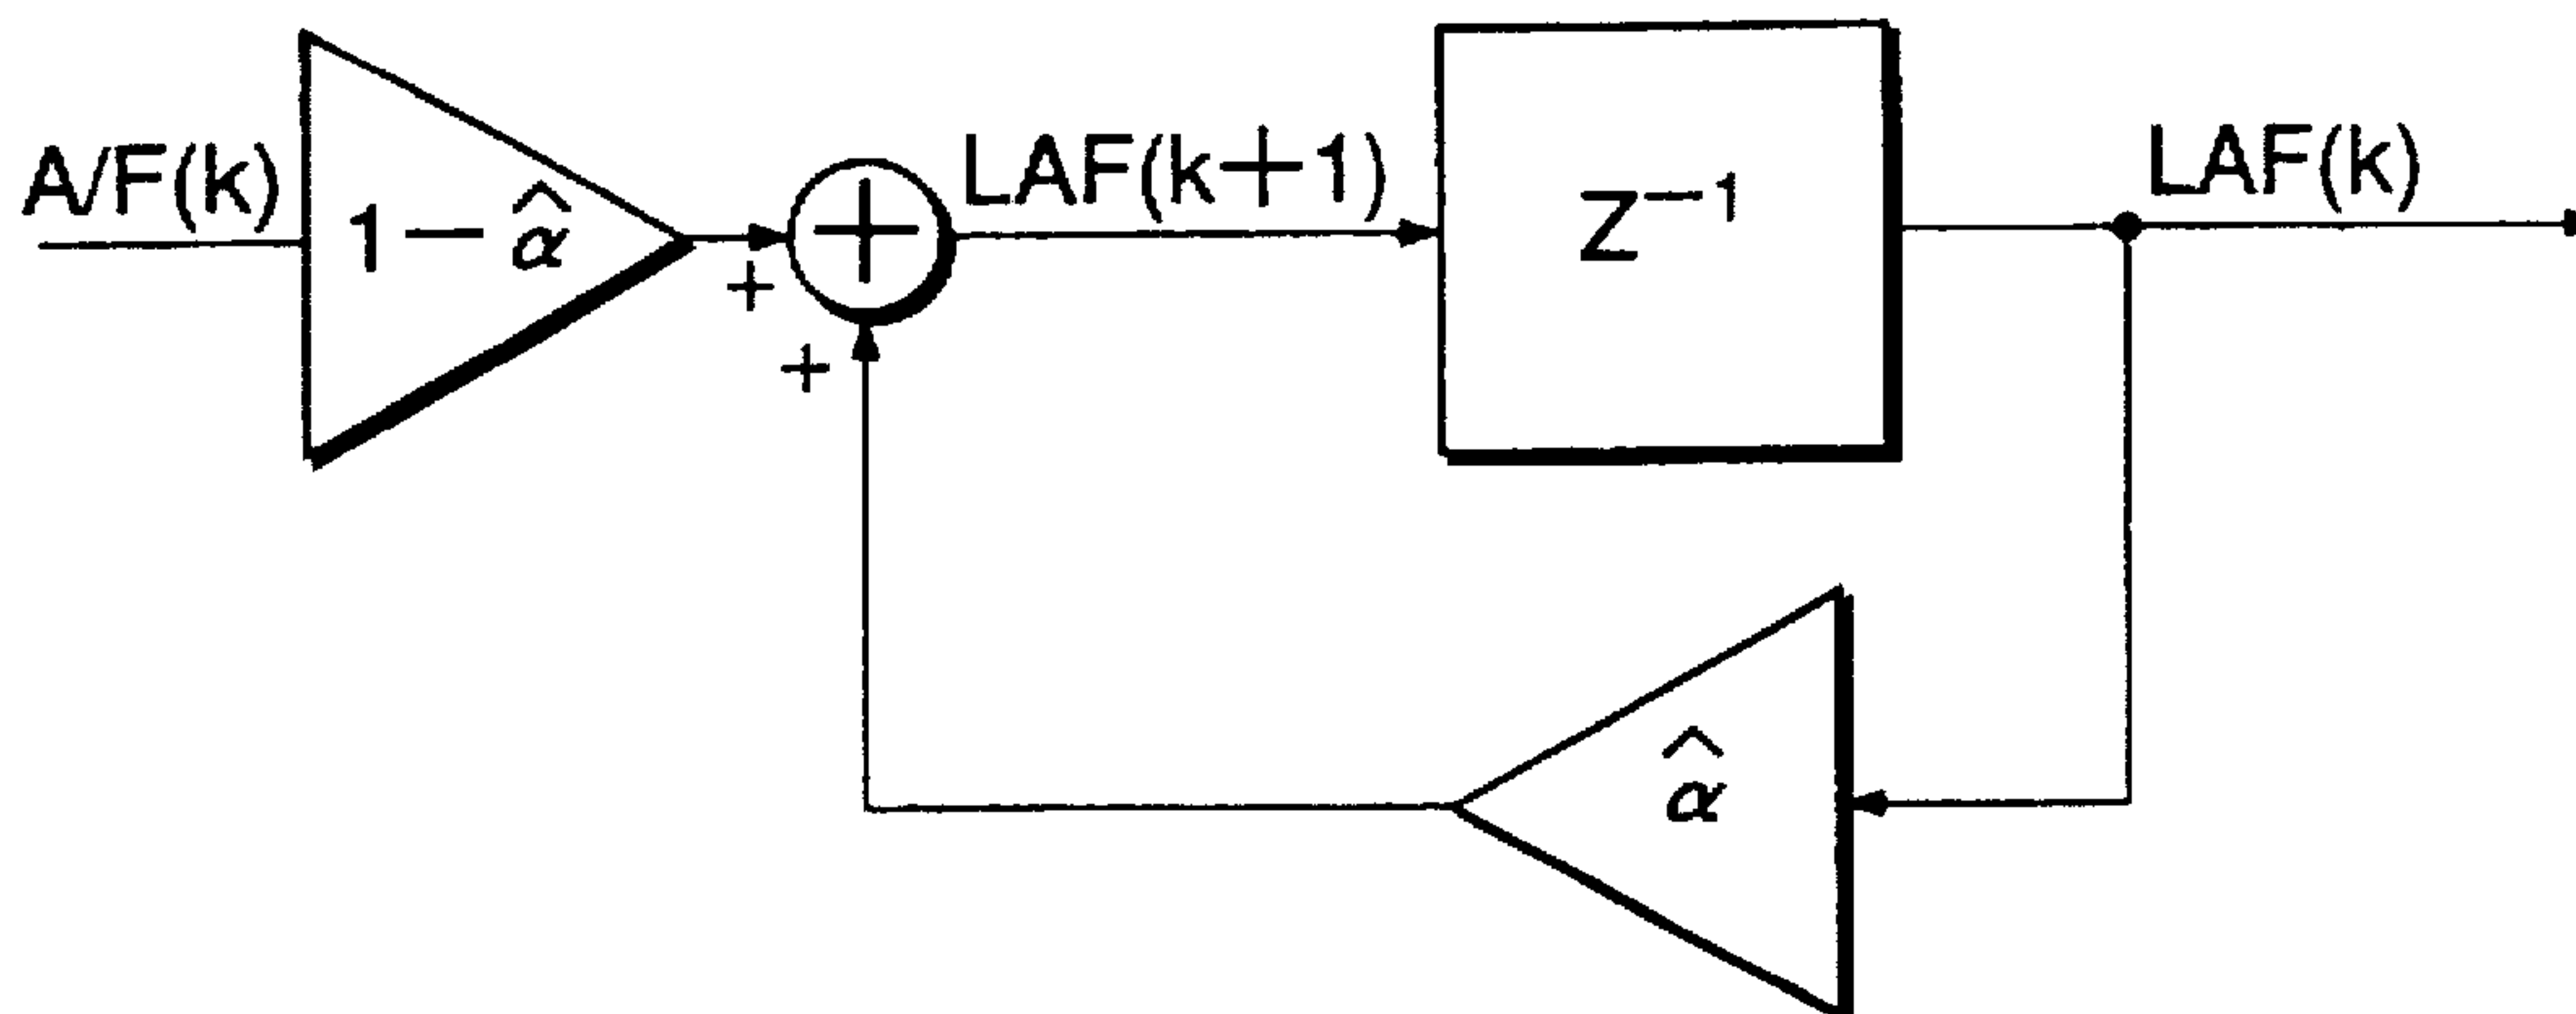 A/F(k)
1−α̂
+
+
+
LAF(k+1)
Z⁻¹
LAF(k)
α̂